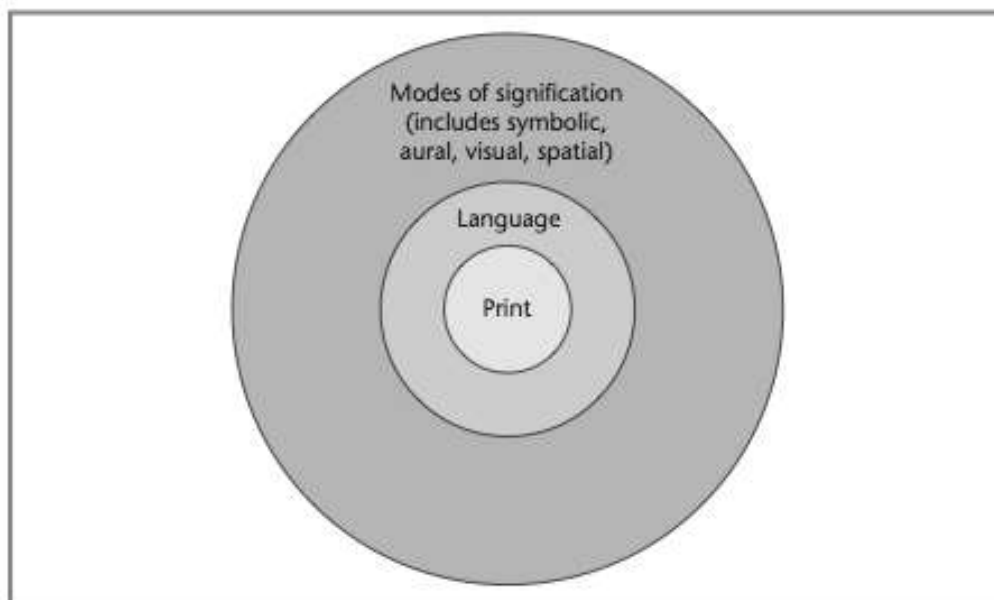 Modes of signification
(includes symbolic,
aural, visual, spatial)
Language
Print